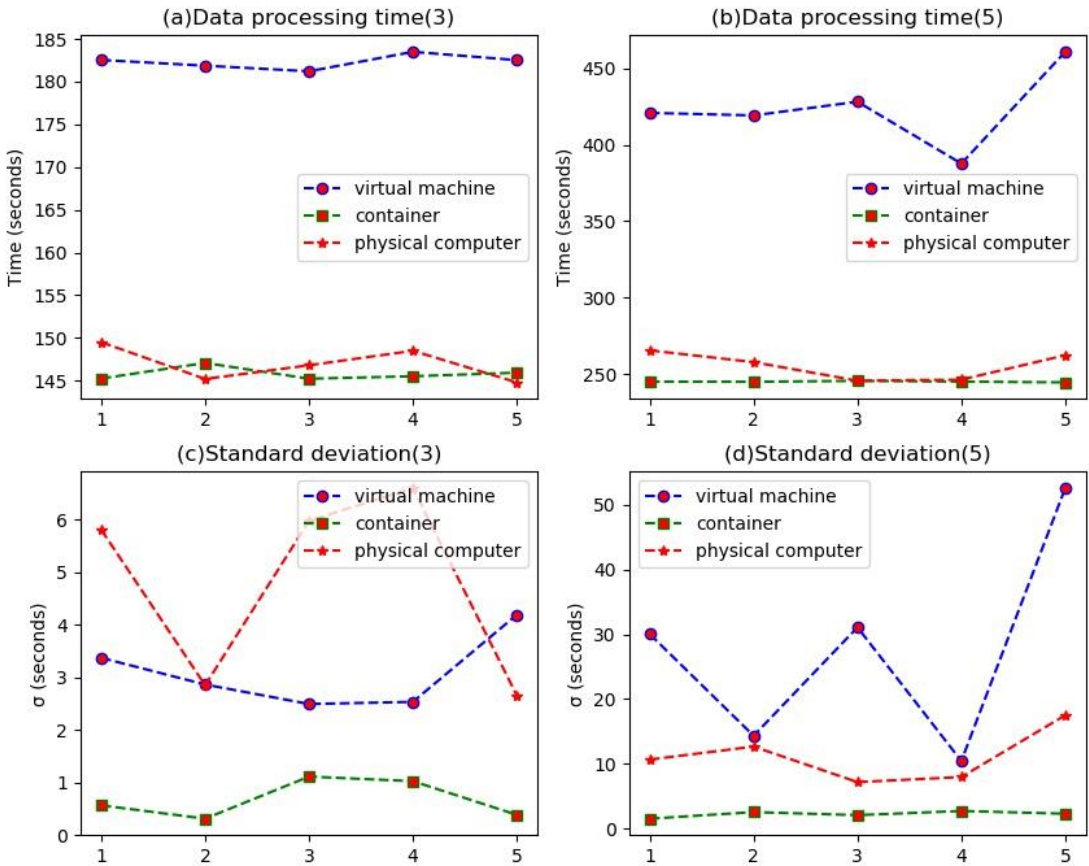 (a)Data processing time(3)
185
180
175
170
165
160
155
150
145
Time (seconds)
virtual machine
container
physical computer
1 2 3 4 5
(b)Data processing time(5)
450
400
350
300
250
Time (seconds)
virtual machine
container
physical computer
1 2 3 4 5
(c)Standard deviation(3)
6
5
4
3
2
1
0
σ (seconds)
virtual machine
container
physical computer
1 2 3 4 5
(d)Standard deviation(5)
50
40
30
20
10
0
σ (seconds)
virtual machine
container
physical computer
1 2 3 4 5